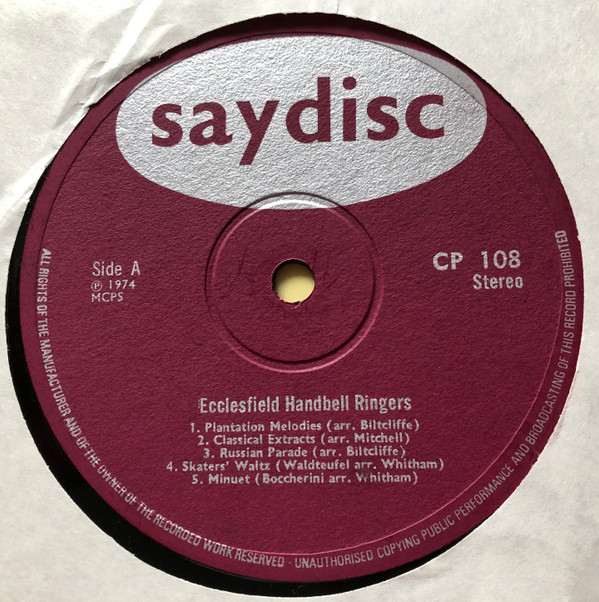 saydisc
Side A
℗ 1974
MCPS
CP 108
Stereo
Ecclesfield Handbell Ringers
1. Plantation Melodies (arr. Biltcliffe)
2. Classical Extracts (arr. Mitchell)
3. Russian Parade (arr. Biltcliffe)
4. Skaters' Waltz (Waldteufel arr. Whitham)
5. Minuet (Boccherini arr. Whitham)
ALL RIGHTS OF THE MANUFACTURER AND OF THE OWNER OF THE RECORDED WORK RESERVED - UNAUTHORISED COPYING PUBLIC PERFORMANCE AND BROADCASTING OF THIS RECORD PROHIBITED